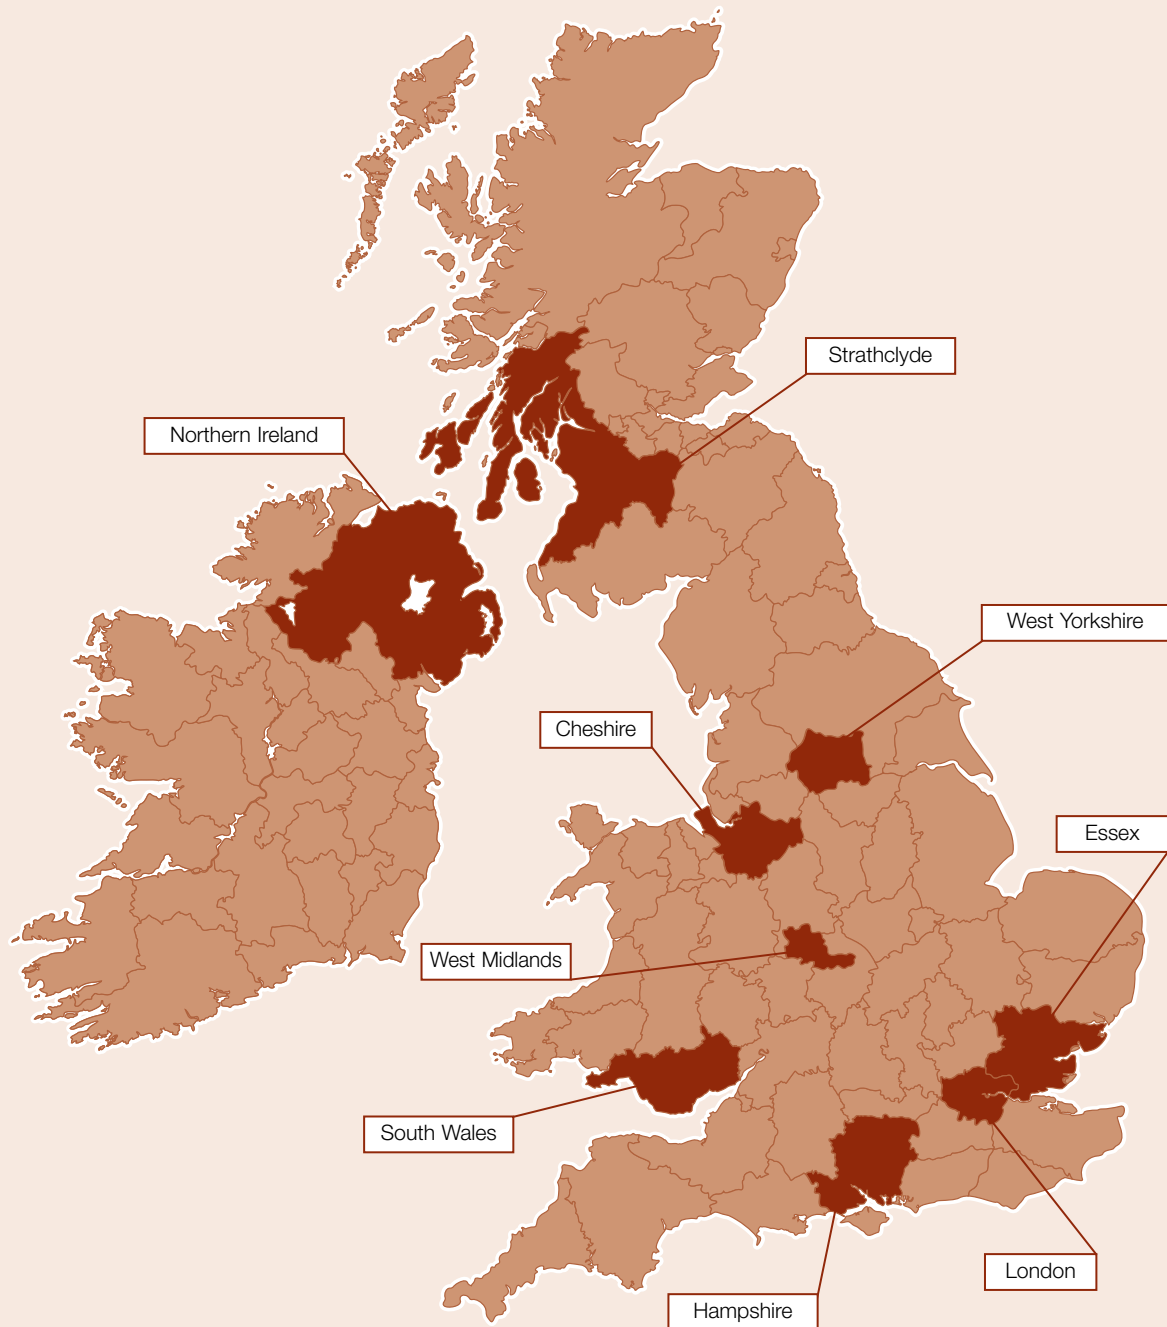 Strathclyde
Northern Ireland
West Yorkshire
Cheshire
Essex
West Midlands
South Wales
London
Hampshire